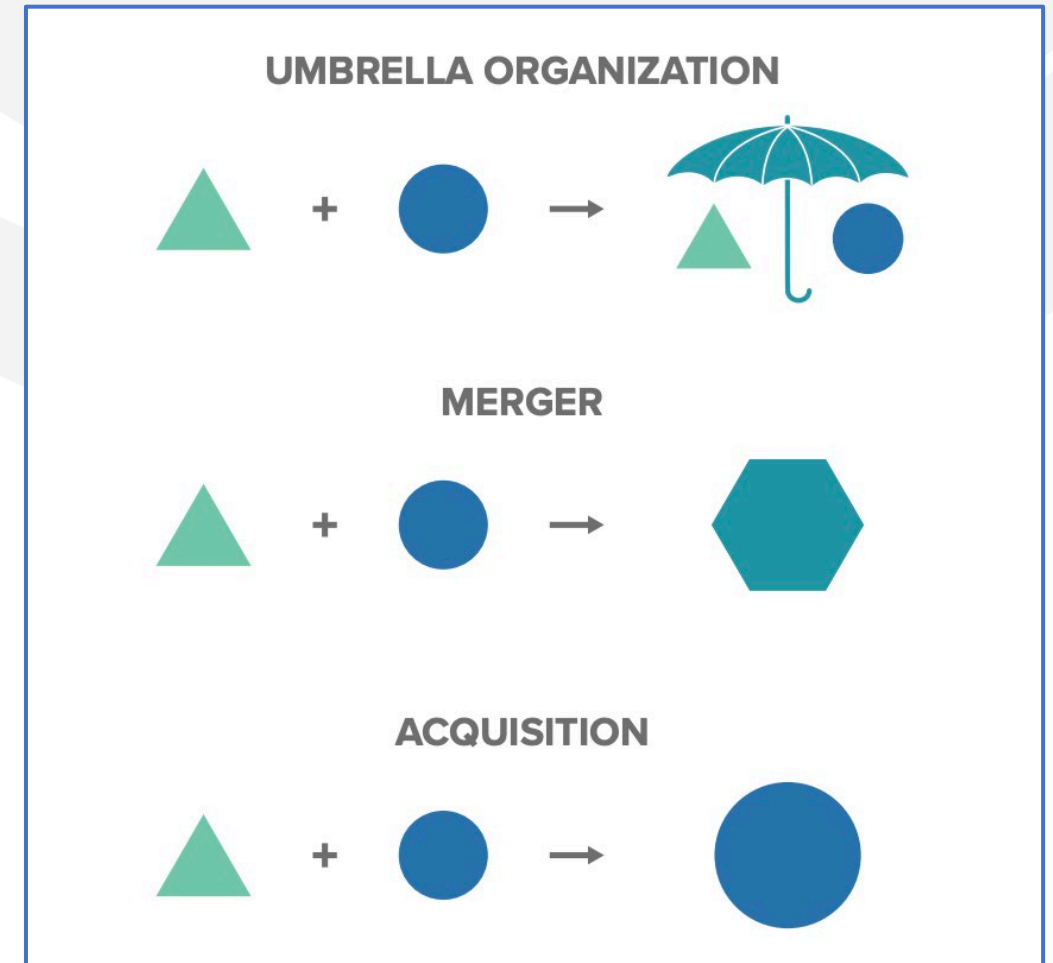 UMBRELLA ORGANIZATION
+
MERGER
+
ACQUISITION
+